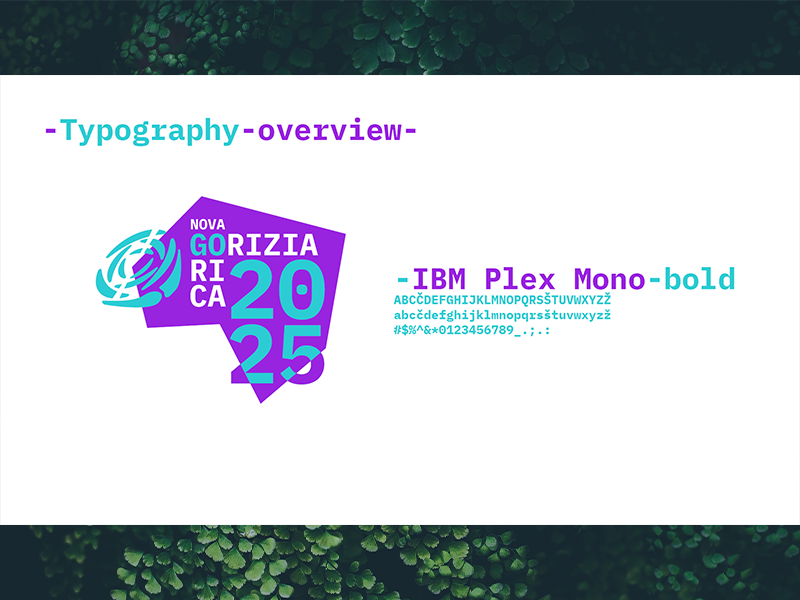 -Typography-overview-
NOVA
GORIZIA
RI
CA
20
25
-IBM Plex Mono-bold
ABCČDEFGHIJKLMNOPQRSŠTUVWXYZŽ
abcčdefghijklmnopqrsštuvwxyzž
#$%^&*0123456789_.;.: